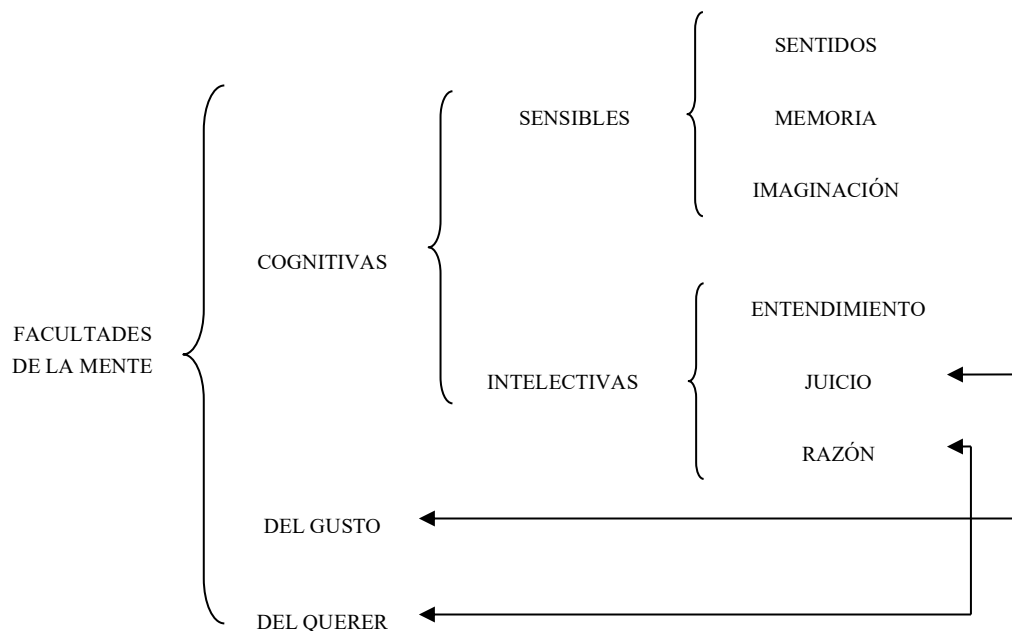 SENTIDOS
SENSIBLES
MEMORIA
IMAGINACIÓN
COGNITIVAS
ENTENDIMIENTO
FACULTADES
DE LA MENTE
INTELECTIVAS
JUICIO
RAZÓN
DEL GUSTO
DEL QUERER